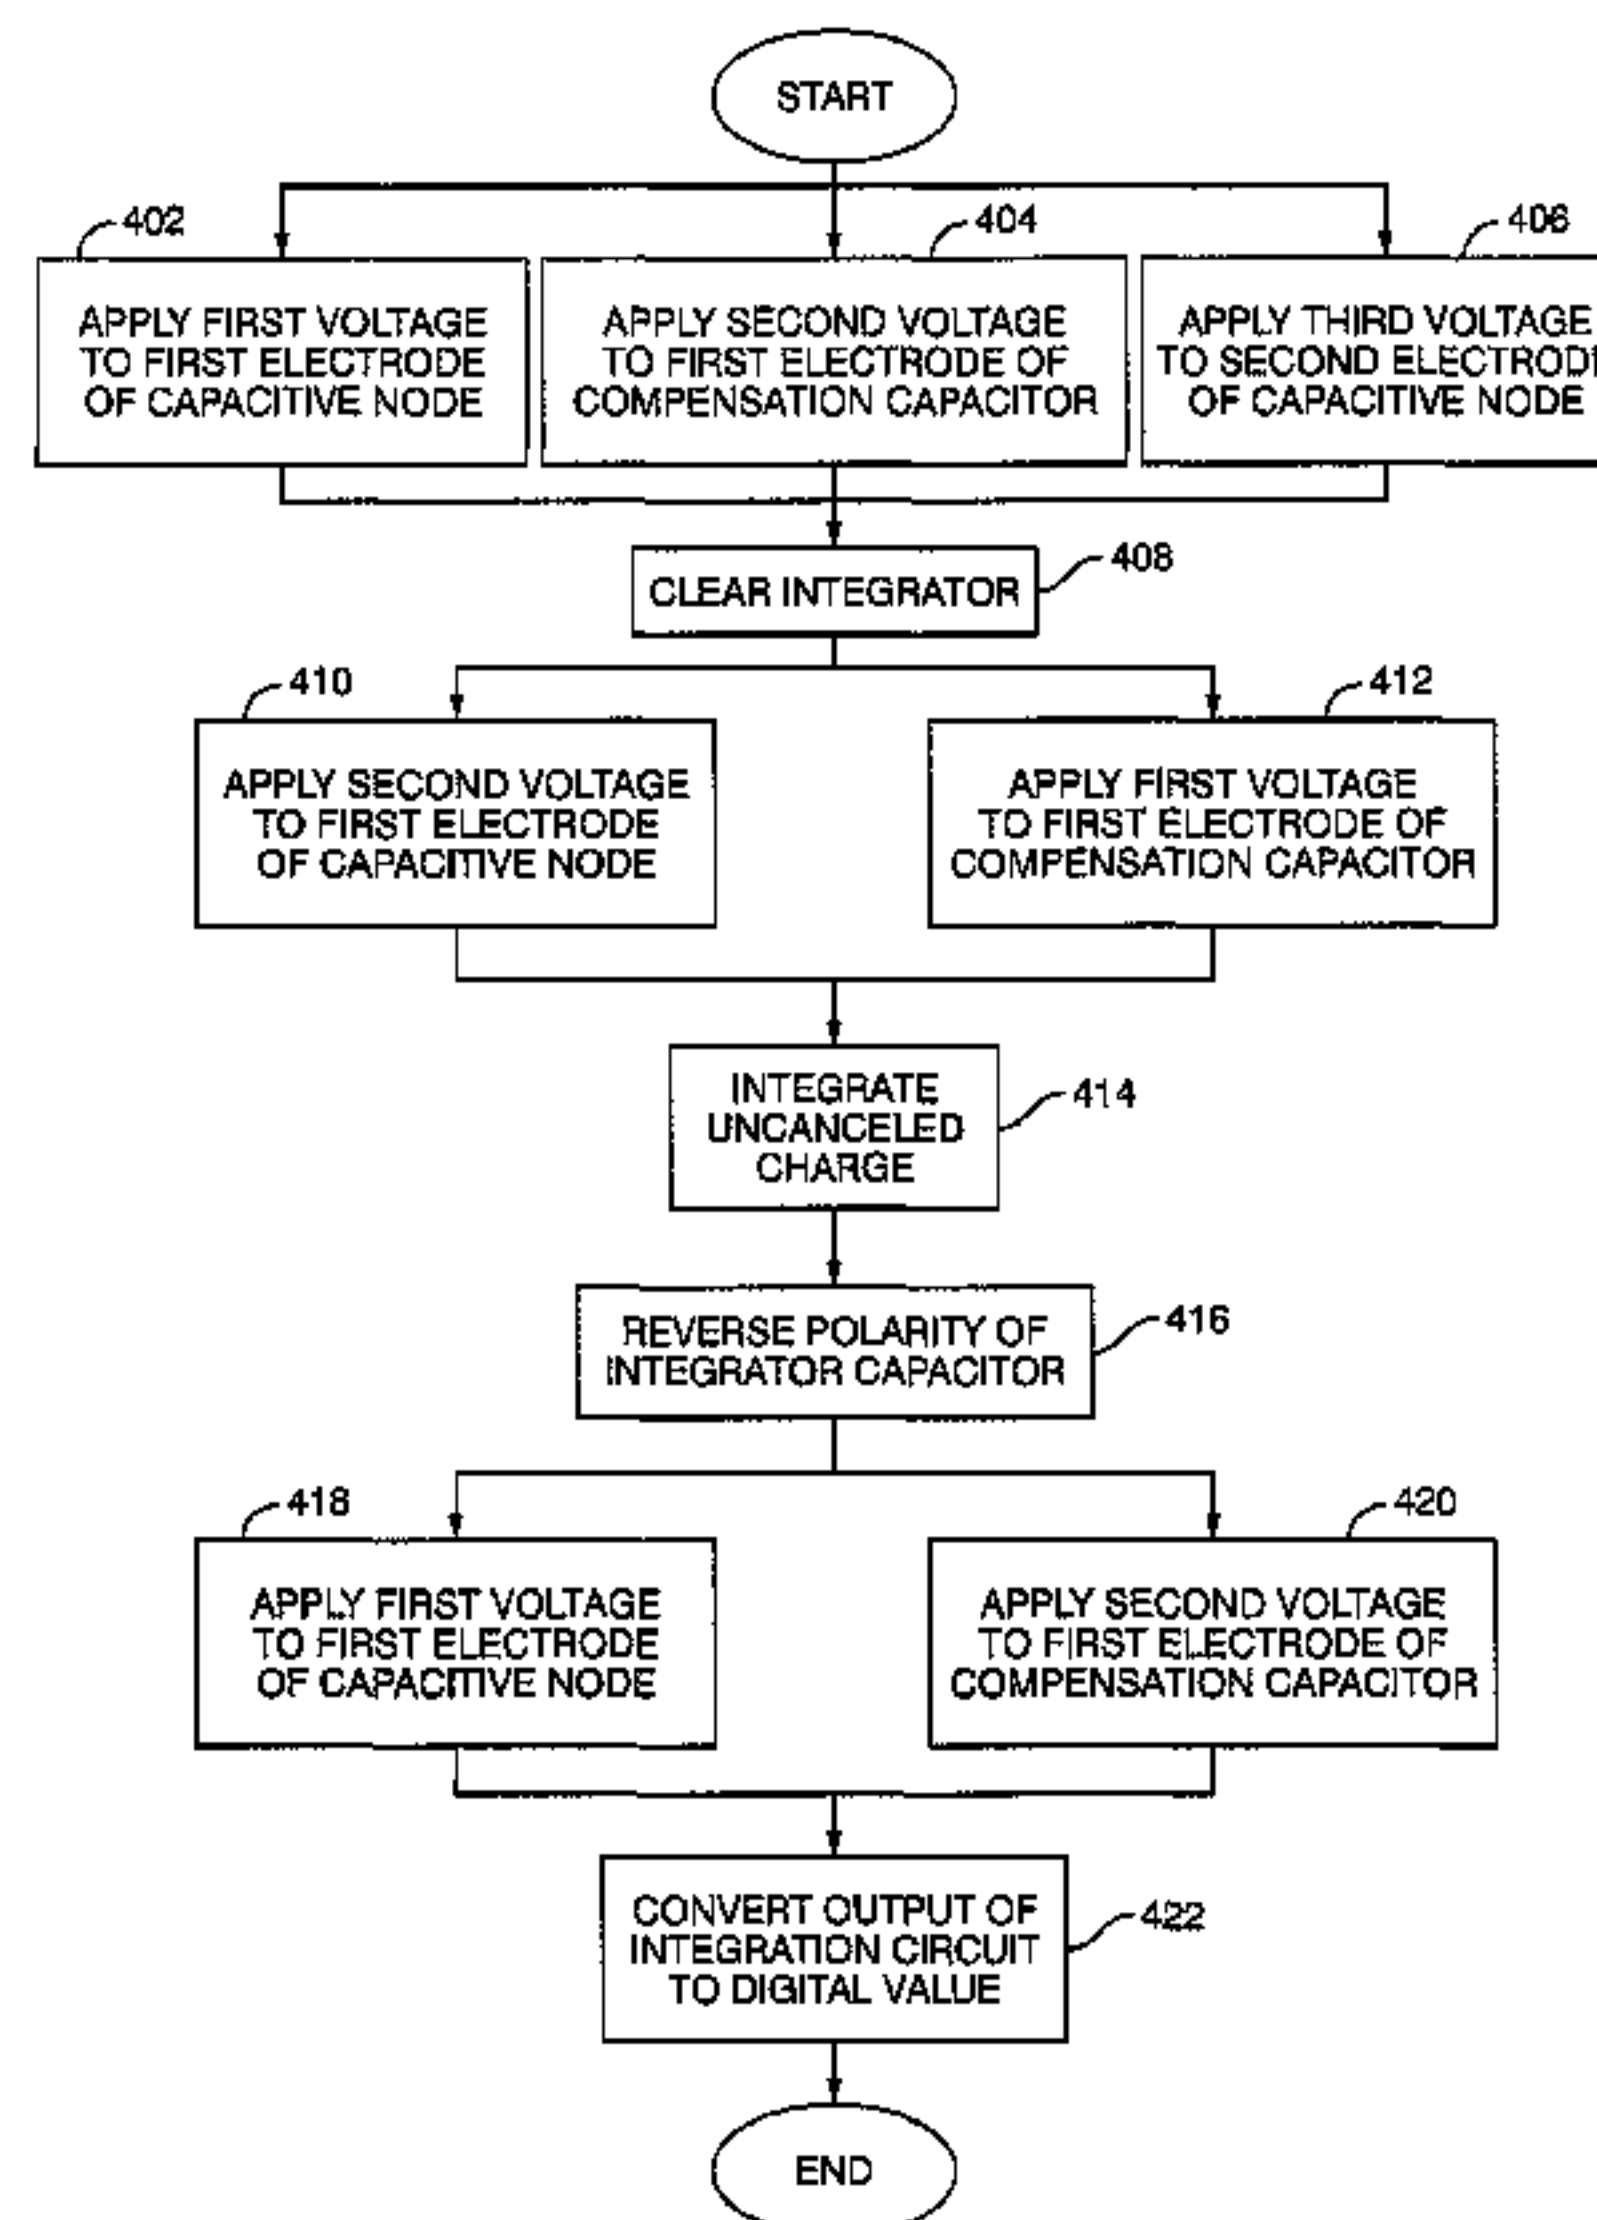 START
402
404
406
APPLY FIRST VOLTAGE
TO FIRST ELECTRODE
OF CAPACITIVE NODE
APPLY SECOND VOLTAGE
TO FIRST ELECTRODE OF
COMPENSATION CAPACITOR
APPLY THIRD VOLTAGE
TO SECOND ELECTRODE
OF CAPACITIVE NODE
CLEAR INTEGRATOR
408
410
412
APPLY SECOND VOLTAGE
TO FIRST ELECTRODE
OF CAPACITIVE NODE
APPLY FIRST VOLTAGE
TO FIRST ELECTRODE OF
COMPENSATION CAPACITOR
INTEGRATE
UNCANCELED
CHARGE
414
REVERSE POLARITY OF
INTEGRATOR CAPACITOR
416
418
420
APPLY FIRST VOLTAGE
TO FIRST ELECTRODE
OF CAPACITIVE NODE
APPLY SECOND VOLTAGE
TO FIRST ELECTRODE OF
COMPENSATION CAPACITOR
CONVERT OUTPUT OF
INTEGRATION CIRCUIT
TO DIGITAL VALUE
422
END